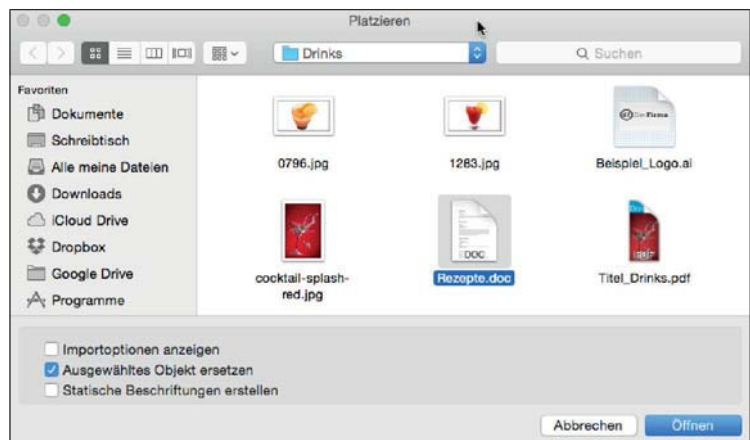 Platzieren
Drinks
Suchen
Favoriten
Dokumente
Schreibtisch
Alle meine Dateien
Downloads
iCloud Drive
Dropbox
Google Drive
Programme
0796.jpg
1283.jpg
Die Firma
Beispiel_Logo.ai
cocktail-splash-
red.jpg
DOC
Rezepte.doc
Titel_Drinks.pdf
Importoptionen anzeigen
Ausgewähltes Objekt ersetzen
Statische Beschriftungen erstellen
Abbrechen
Öffnen